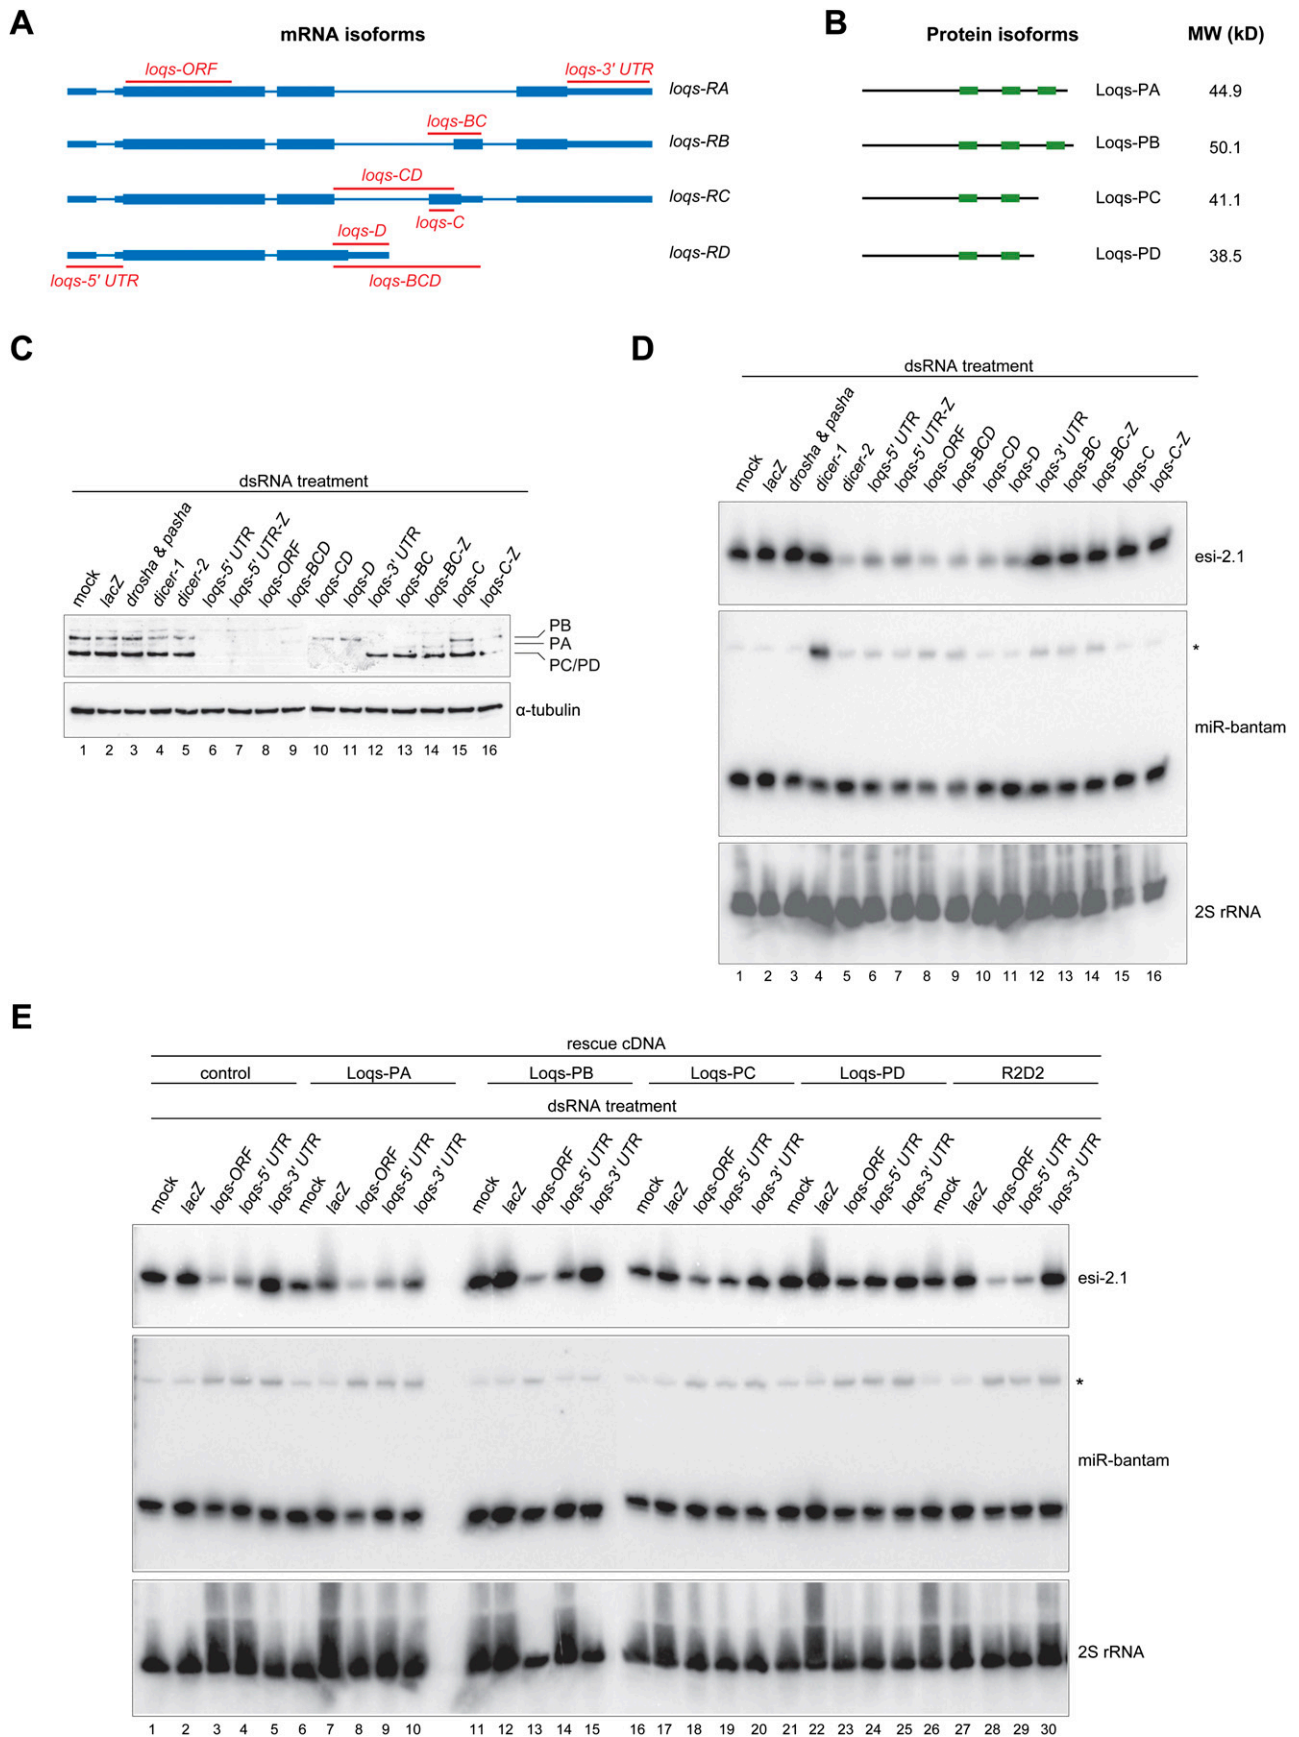 A
mRNA isoforms
loqs-ORF
loqs-3' UTR
loqs-RA
loqs-BC
loqs-RB
loqs-CD
loqs-RC
loqs-C
loqs-D
loqs-RD
loqs-5' UTR
loqs-BCD
B
Protein isoforms MW (kD)
Loqs-PA 44.9
Loqs-PB 50.1
Loqs-PC 41.1
Loqs-PD 38.5
C
dsRNA treatment
mock
lacZ
drosha & pasha
dicer-1
dicer-2
loqs-5' UTR
loqs-5' UTR-Z
loqs-ORF
loqs-BCD
loqs-CD
loqs-D
loqs-3' UTR
loqs-BC
loqs-BC-Z
loqs-C
loqs-C-Z
PB
PA
PC/PD
α-tubulin
1 2 3 4 5 6 7 8 9 10 11 12 13 14 15 16
D
dsRNA treatment
mock
lacZ
drosha & pasha
dicer-1
dicer-2
loqs-5' UTR
loqs-5' UTR-Z
loqs-ORF
loqs-BCD
loqs-CD
loqs-D
loqs-3' UTR
loqs-BC
loqs-BC-Z
loqs-C
loqs-C-Z
esi-2.1
*
miR-bantam
2S rRNA
1 2 3 4 5 6 7 8 9 10 11 12 13 14 15 16
E
rescue cDNA
control Loqs-PA Loqs-PB Loqs-PC Loqs-PD R2D2
dsRNA treatment
mock
lacZ
loqs-ORF
loqs-5' UTR
loqs-3' UTR
mock
lacZ
loqs-ORF
loqs-5' UTR
loqs-3' UTR
mock
lacZ
loqs-ORF
loqs-5' UTR
loqs-3' UTR
mock
lacZ
loqs-ORF
loqs-5' UTR
loqs-3' UTR
mock
lacZ
loqs-ORF
loqs-5' UTR
loqs-3' UTR
mock
lacZ
loqs-ORF
loqs-5' UTR
loqs-3' UTR
esi-2.1
*
miR-bantam
2S rRNA
1 2 3 4 5 6 7 8 9 10 11 12 13 14 15 16 17 18 19 20 21 22 23 24 25 26 27 28 29 30